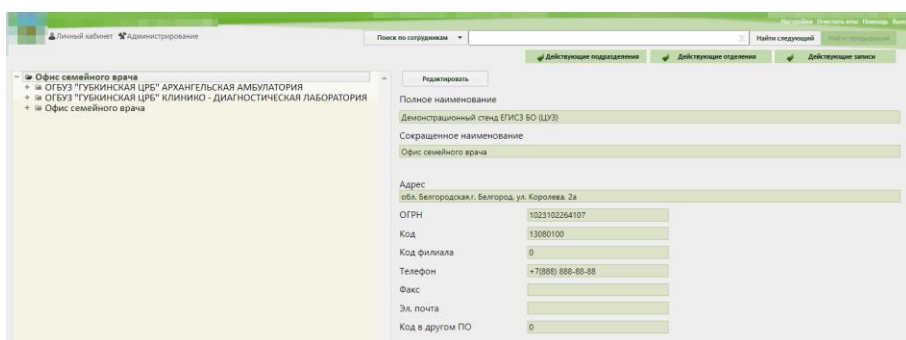 Настройки Очистить кэш Помощь
Личный кабинет Администрирование
Поиск по сотрудникам
Найти следующий
Найти предыдущий
Действующие подразделения
Действующие отделения
Действующие записи
Офис семейного врача
ОГБУЗ "ГУБКИНСКАЯ ЦРБ" АРХАНГЕЛЬСКАЯ АМБУЛАТОРИЯ
ОГБУЗ "ГУБКИНСКАЯ ЦРБ" КЛИНИКО - ДИАГНОСТИЧЕСКАЯ ЛАБОРАТОРИЯ
Офис семейного врача
Редактировать
Полное наименование
Демонстрационный стенд ЕГИСЗ БО (ЦУЗ)
Сокращенное наименование
Офис семейного врача
Адрес
обл. Белгородская,г. Белгород, ул. Королева, 2а
ОГРН 1023102264107
Код 13080100
Код филиала 0
Телефон +7(888) 888-88-88
Факс
Эл. почта
Код в другом ПО 0